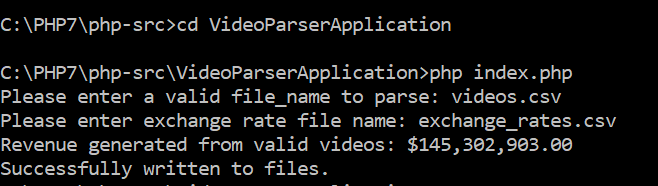 C:\PHP7\php-src>cd VideoParserApplication
C:\PHP7\php-src\VideoParserApplication>php index.php
Please enter a valid file_name to parse: videos.csv
Please enter exchange rate file name: exchange_rates.csv
Revenue generated from valid videos: $145,302,903.00
Successfully written to files.